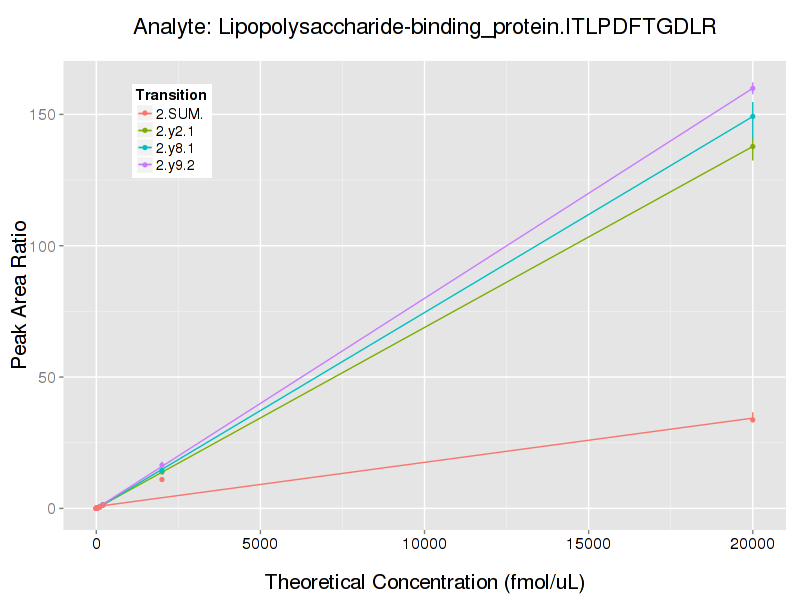 Analyte: Lipopolysaccharide-binding_protein.ITLPDFTGDLR
Transition
2.SUM.
2.y2.1
2.y8.1
2.y9.2
150
100
50
0
Peak Area Ratio
0 5000 10000 15000 20000
Theoretical Concentration (fmol/uL)